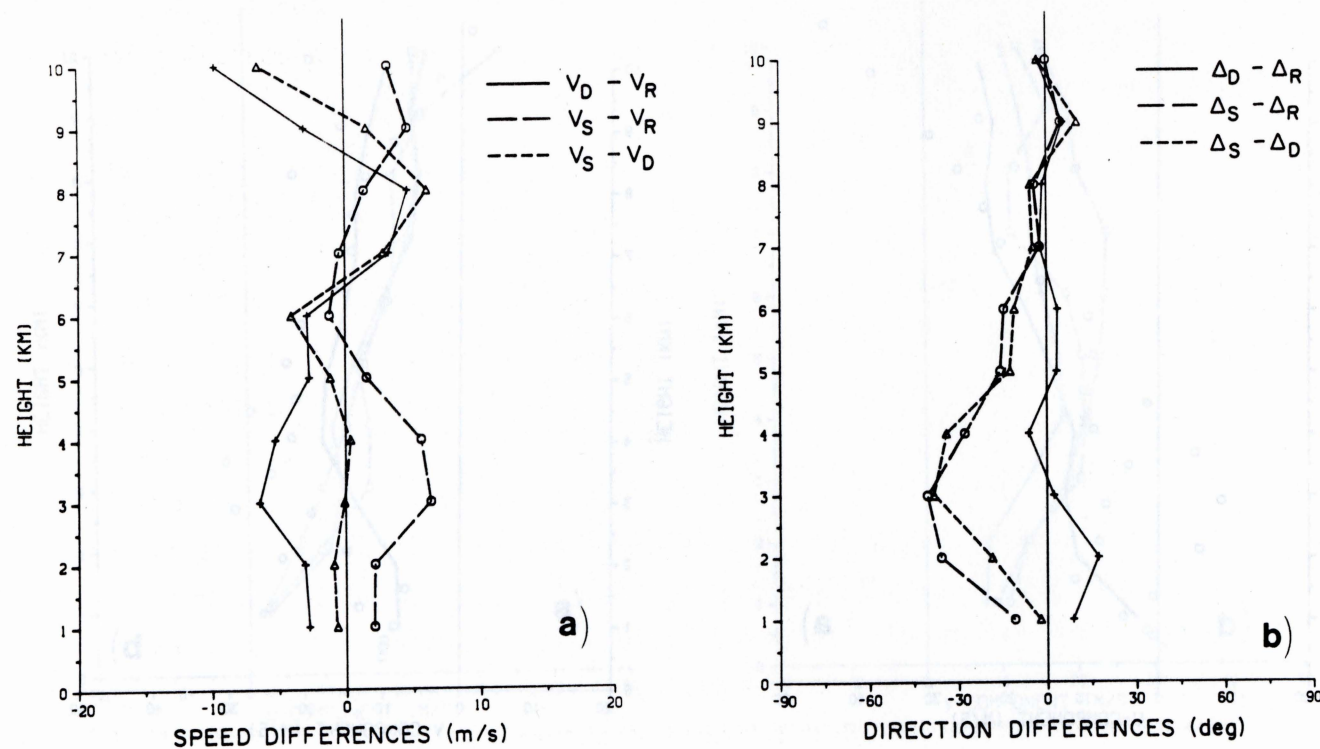 10
9
8
7
6
5
4
3
2
1
0
HEIGHT (KM)
-20
-10
0
10
20
SPEED DIFFERENCES (m/s)
V_D - V_R
V_S - V_R
V_S - V_D
a)
10
9
8
7
6
5
4
3
2
1
0
HEIGHT (KM)
-90
-30
0
30
90
DIRECTION DIFFERENCES (deg)
Δ_D - Δ_R
Δ_S - Δ_R
Δ_S - Δ_D
b)